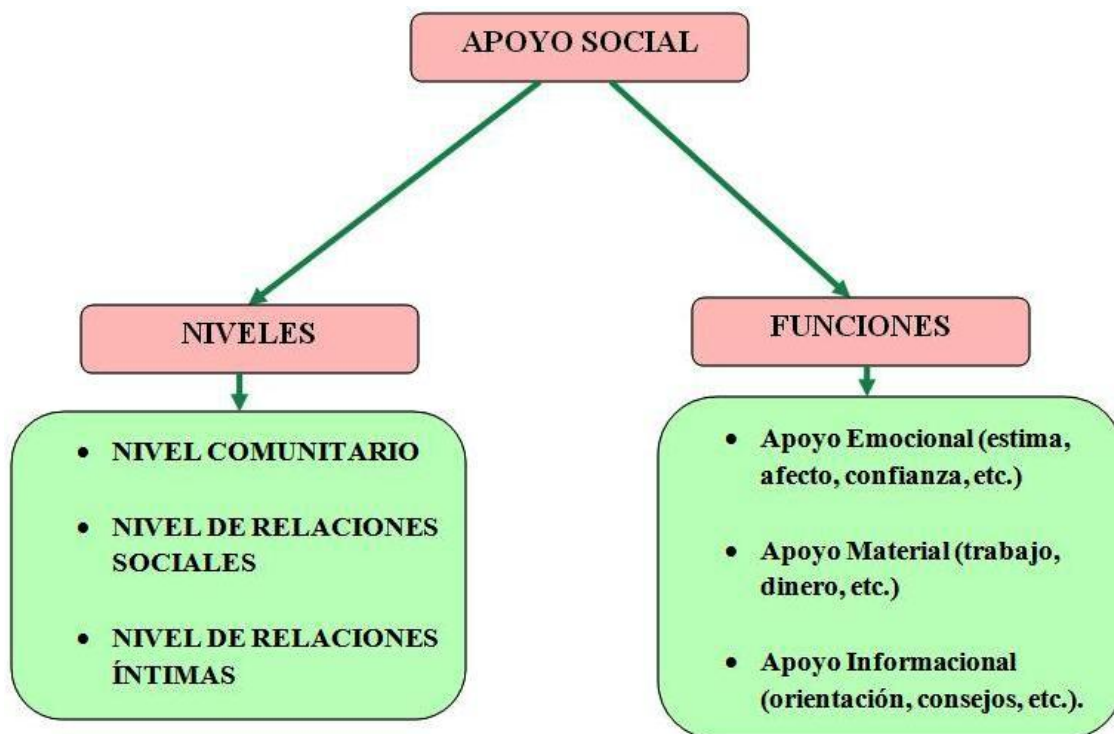 APOYO SOCIAL
NIVELES
• NIVEL COMUNITARIO
• NIVEL DE RELACIONES
SOCIALES
• NIVEL DE RELACIONES
ÍNTIMAS
FUNCIONES
• Apoyo Emocional (estima,
afecto, confianza, etc.)
• Apoyo Material (trabajo,
dinero, etc.)
• Apoyo Informacional
(orientación, consejos, etc.).